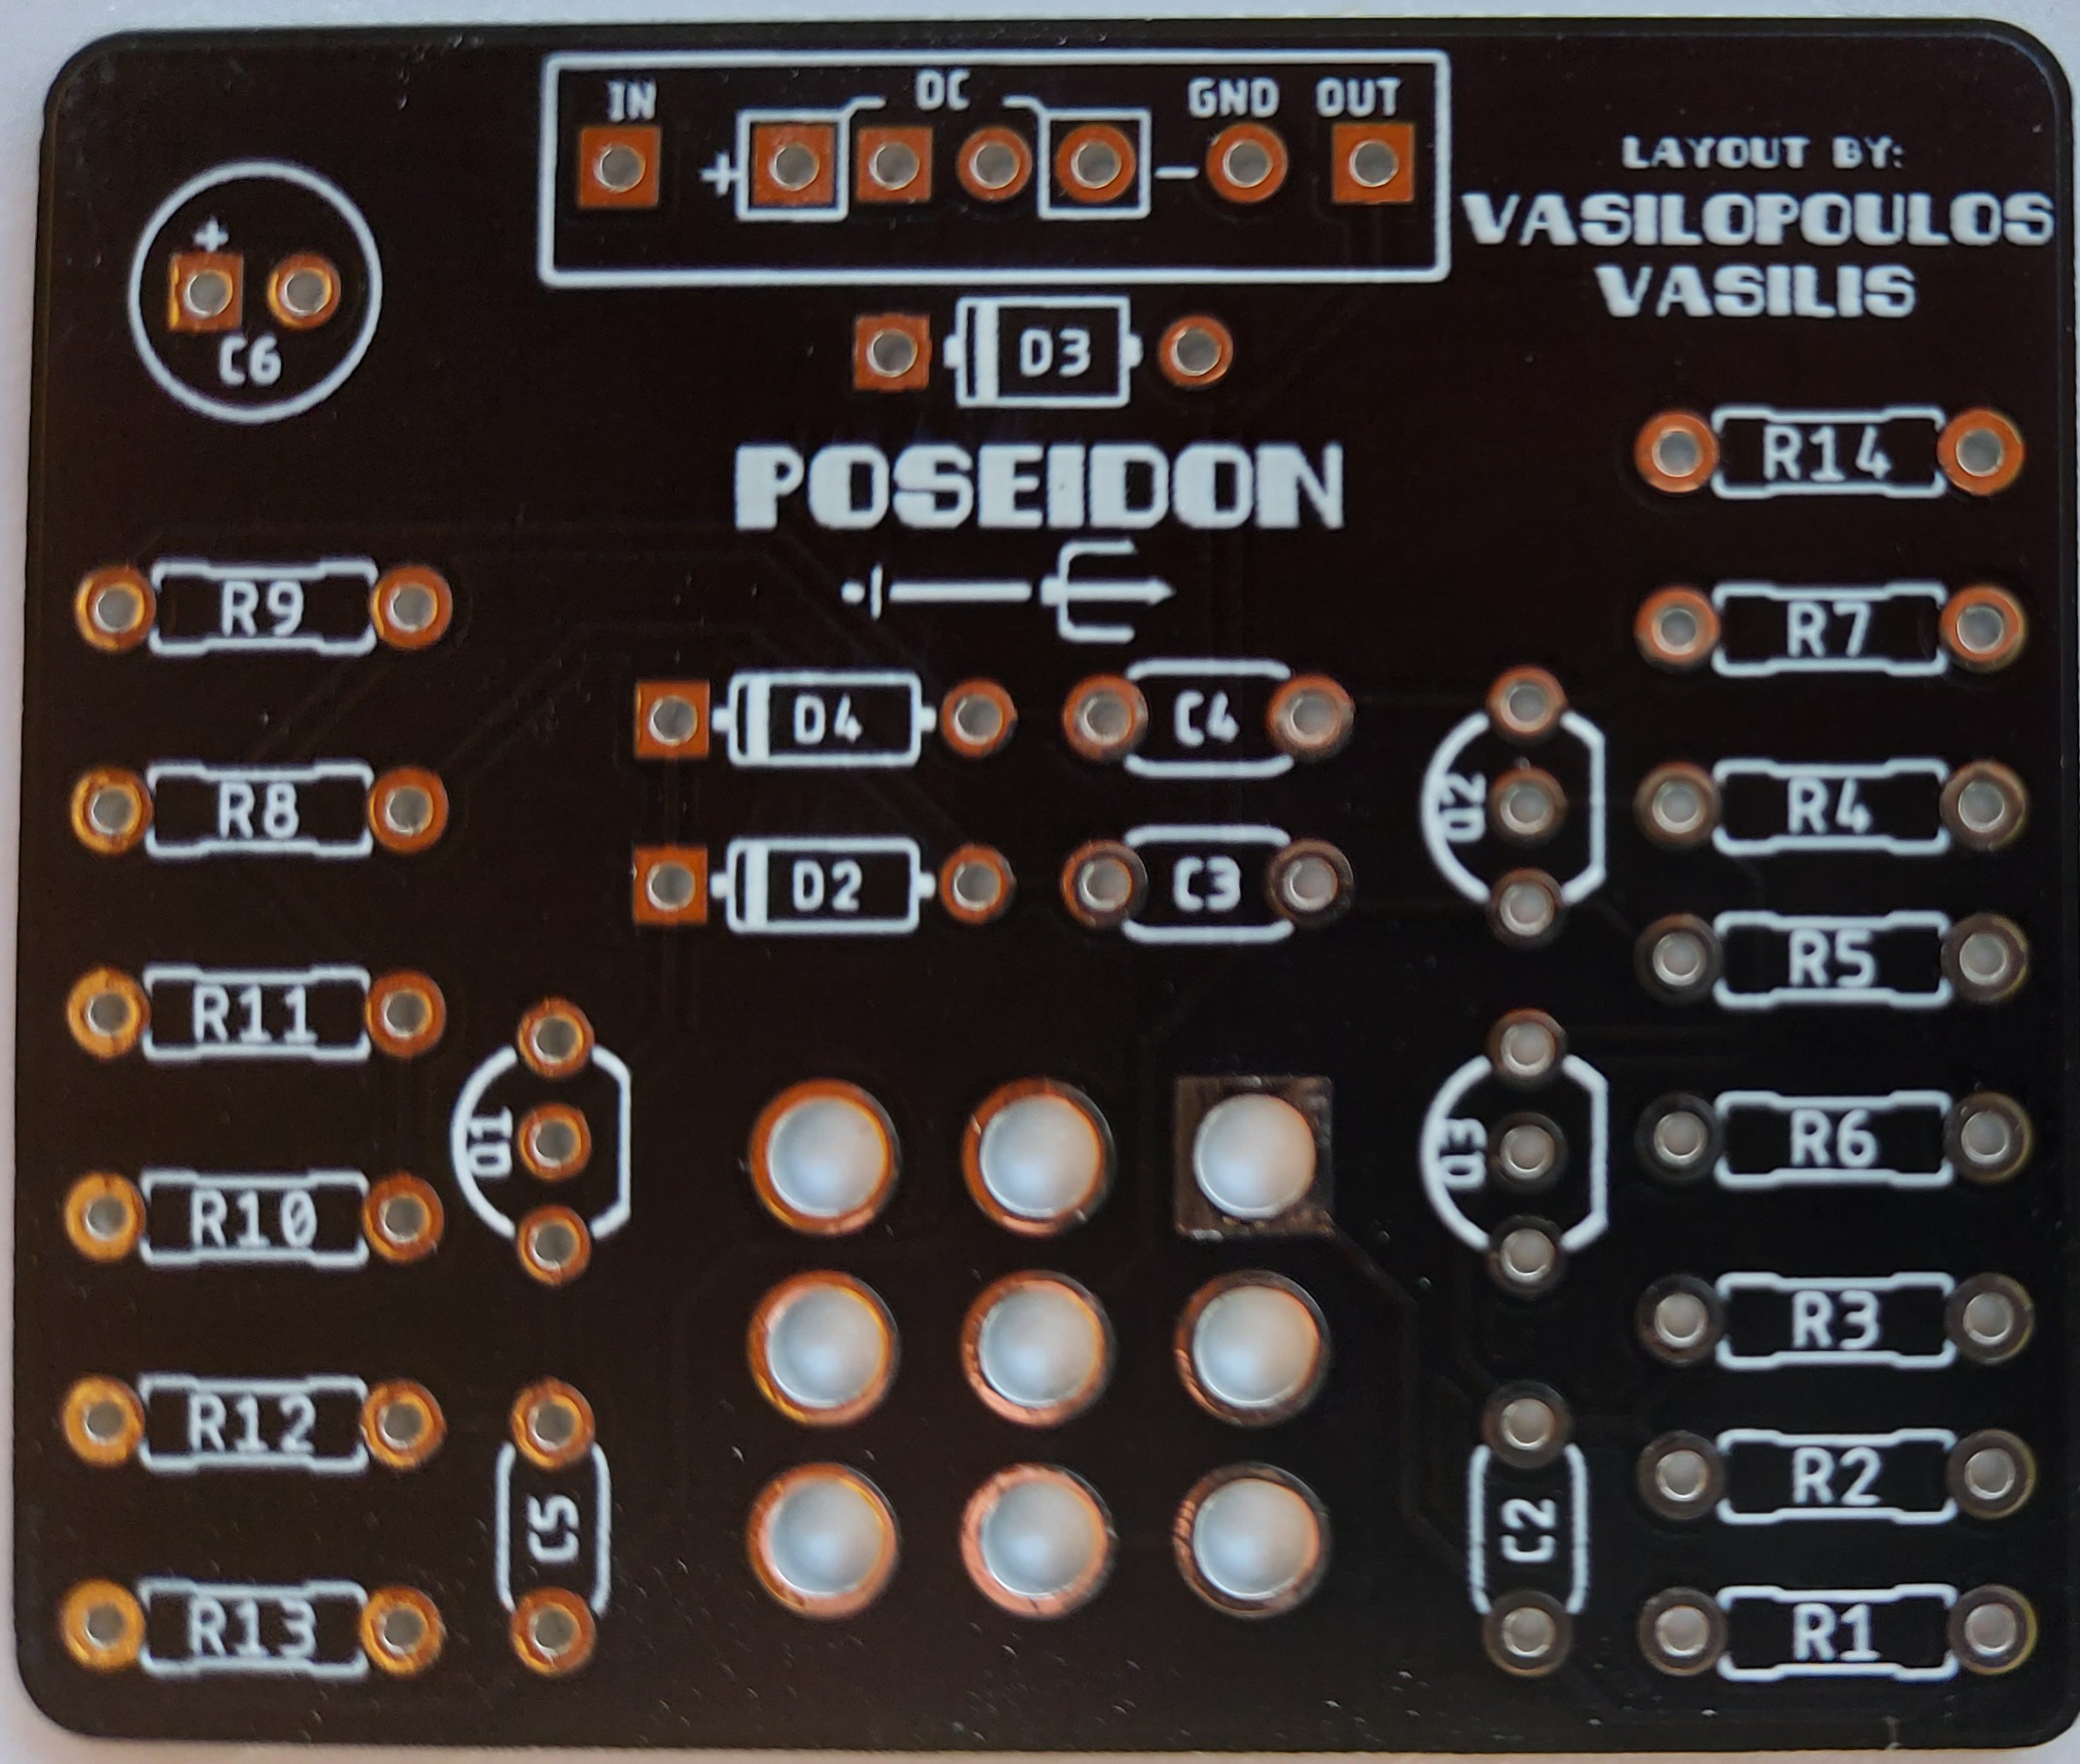 IN + DC - GND OUT
LAYOUT BY:
VASILOPOULOS
VASILIS
+
C6
D3
POSEIDON
R14
R9
R7
D4 C4
R8
Q2
R4
D2 C3
R5
R11
Q1
Q3
R6
R10
R3
R12
R2
C5
C2
R13
R1